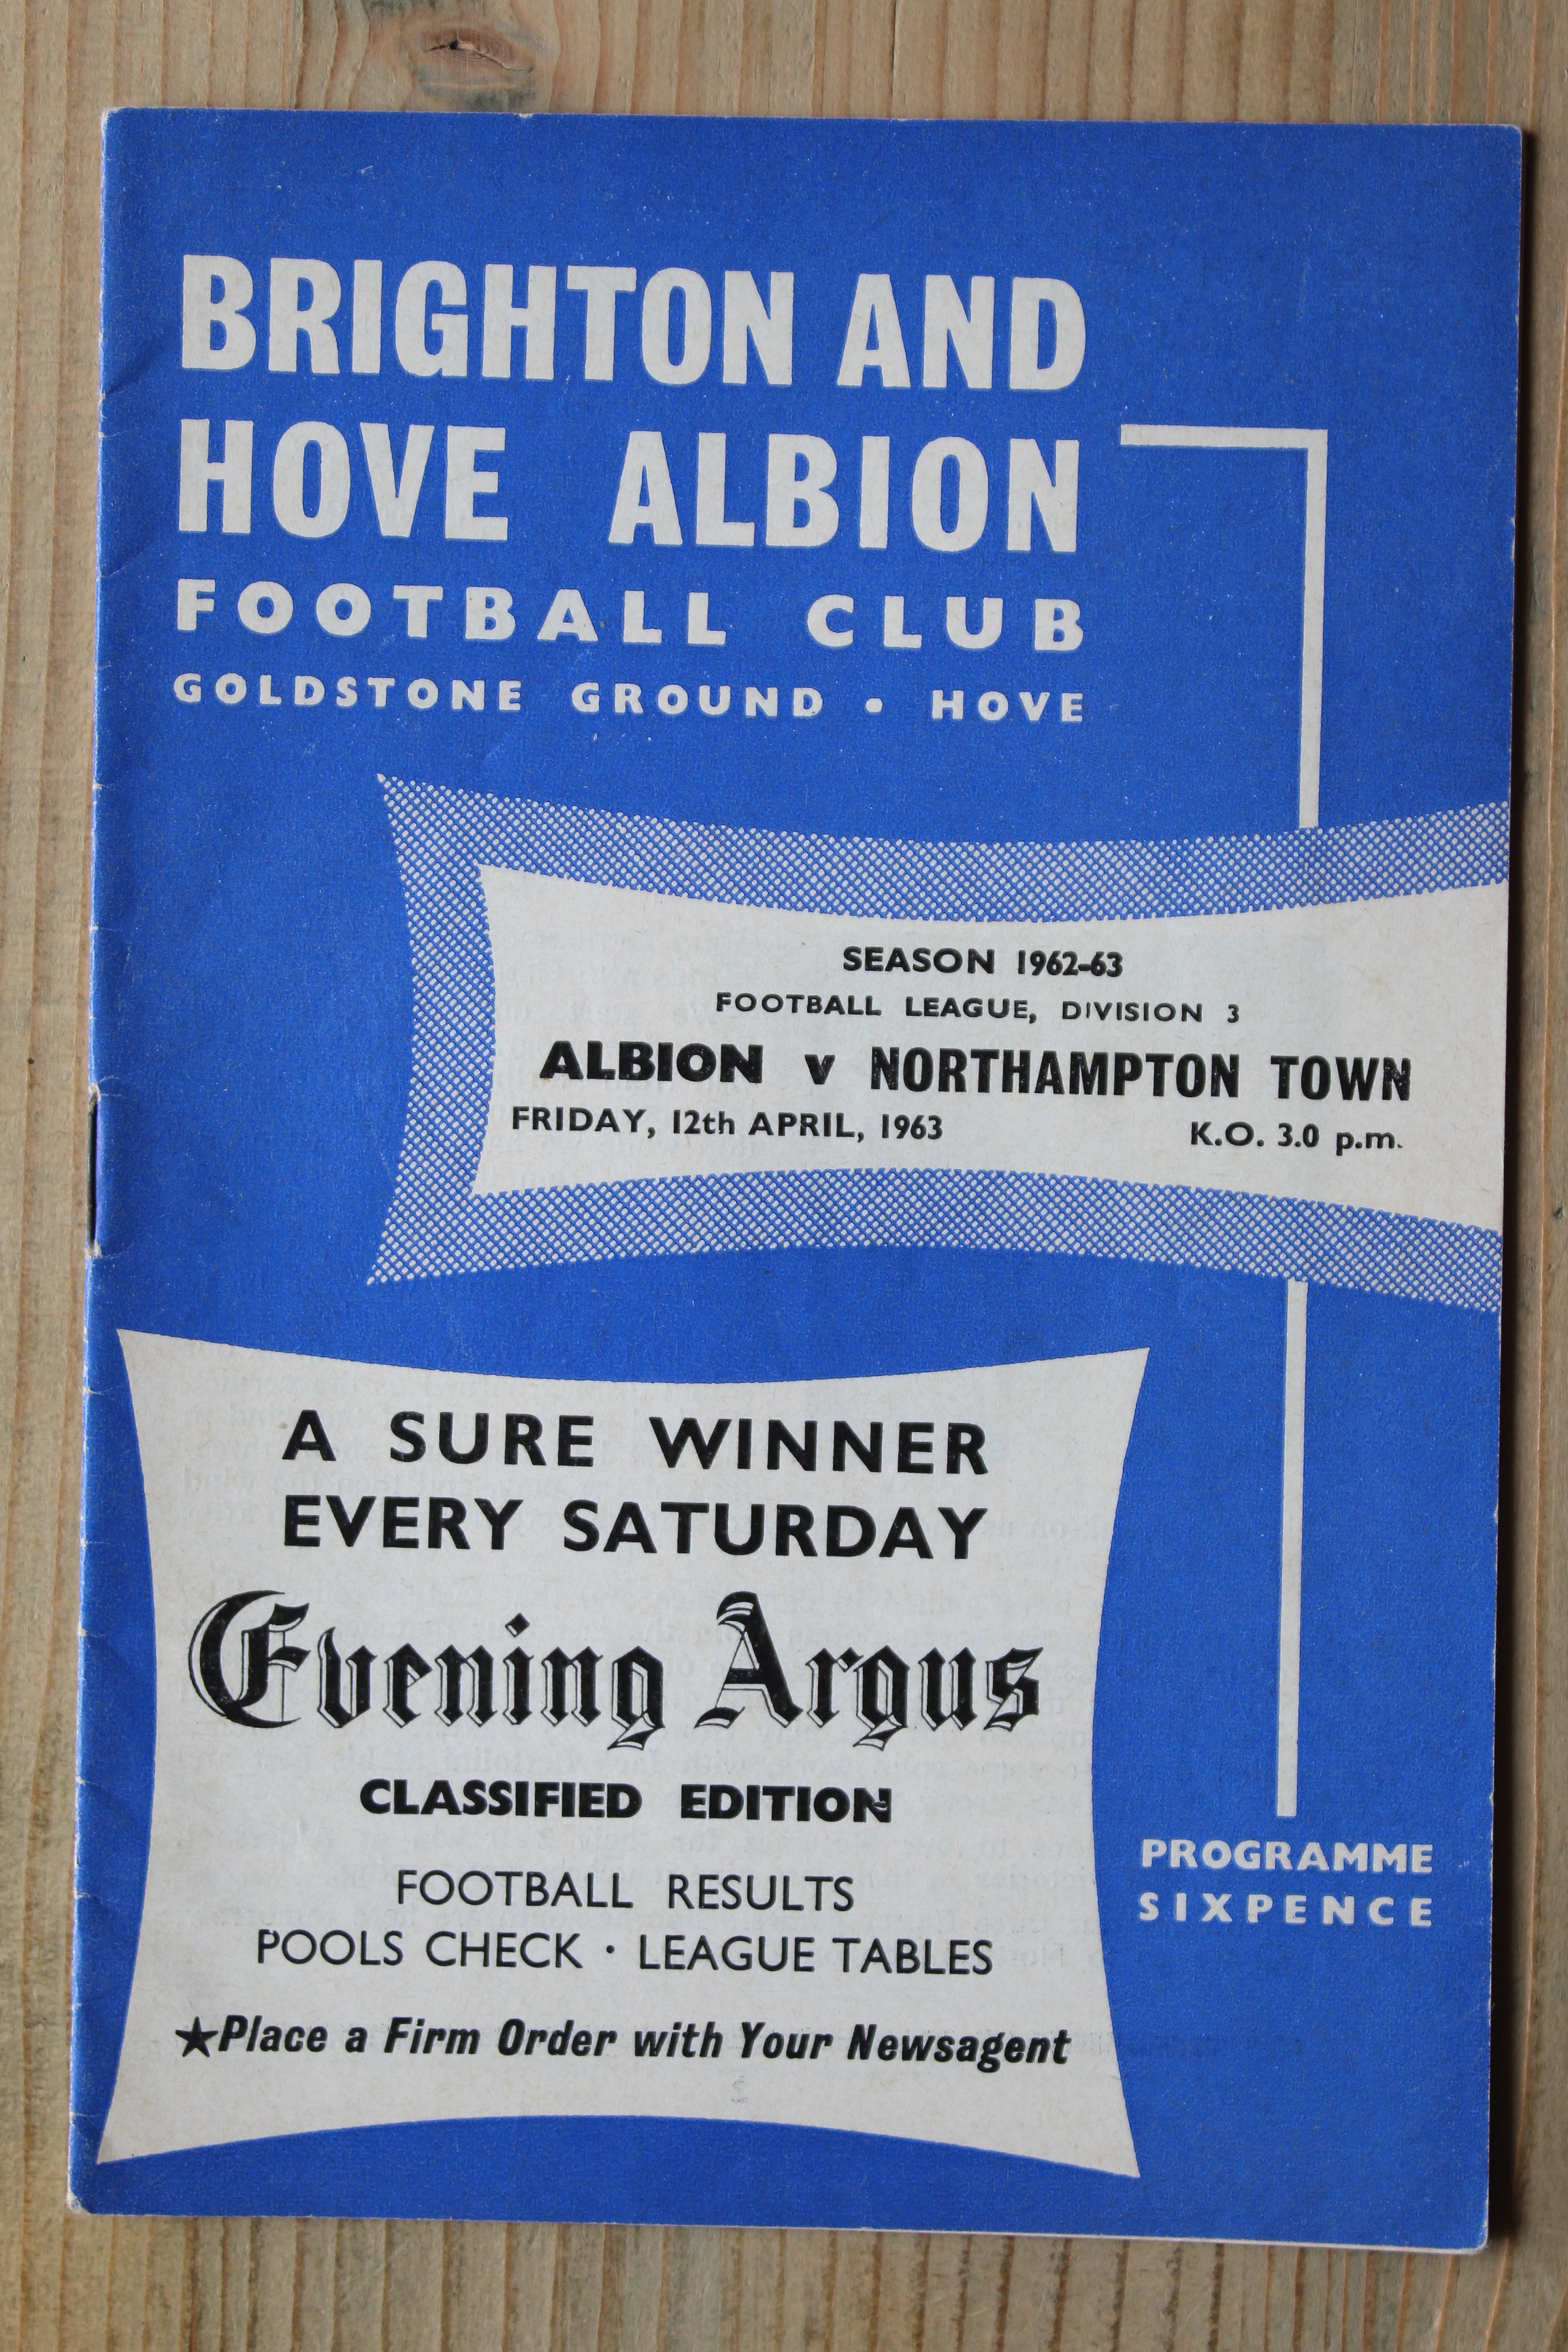 BRIGHTON AND
HOVE ALBION
FOOTBALL CLUB
GOLDSTONE GROUND • HOVE
SEASON 1962-63
FOOTBALL LEAGUE, DIVISION 3
ALBION v NORTHAMPTON TOWN
FRIDAY, 12th APRIL, 1963 K.O. 3.0 p.m.
A SURE WINNER
EVERY SATURDAY
Evening Argus
CLASSIFIED EDITION
FOOTBALL RESULTS
POOLS CHECK · LEAGUE TABLES
★Place a Firm Order with Your Newsagent
PROGRAMME
SIXPENCE